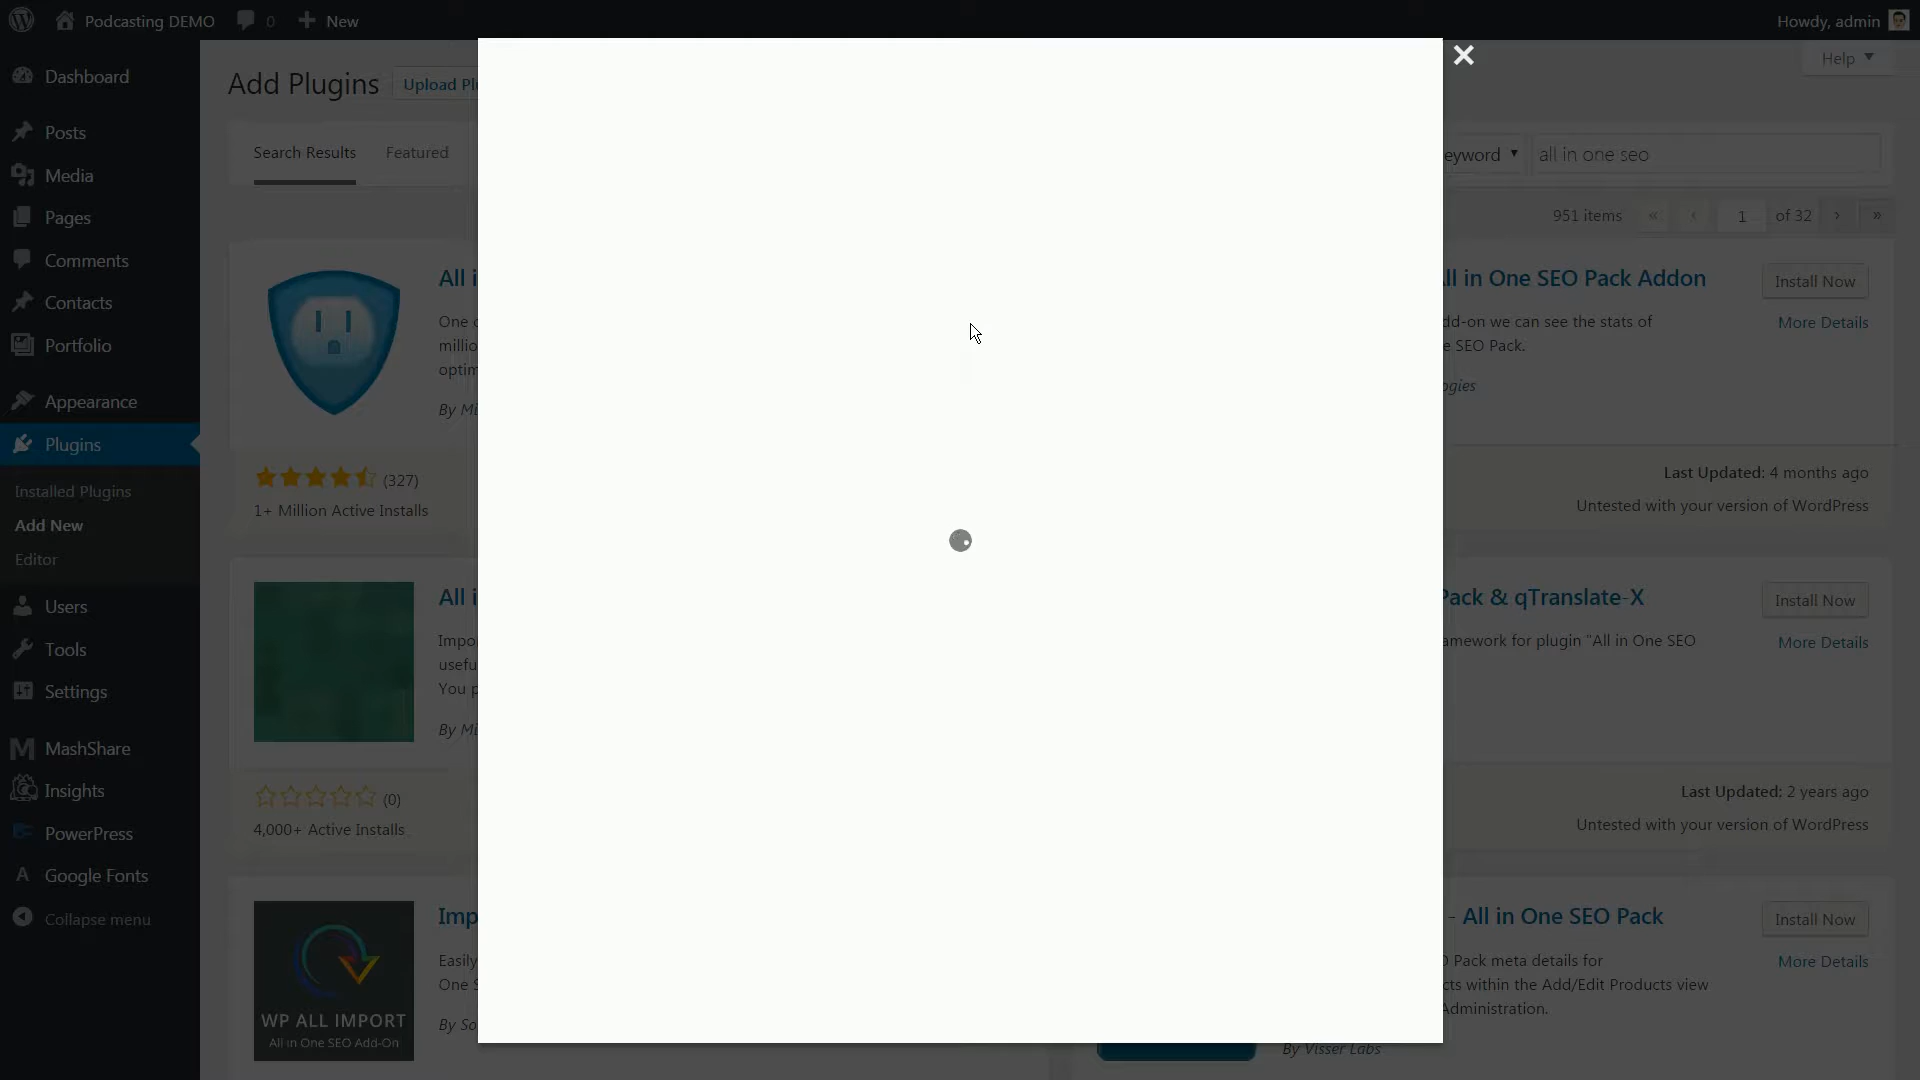 Podcasting DEMO
0
New
Howdy, admin
Dashboard
Posts
Media
Pages
Comments
Contacts
Portfolio
Appearance
Plugins
Installed Plugins
Add New
Editor
Users
Tools
Settings
MashShare
Insights
PowerPress
Google Fonts
Collapse menu
Help
Add Plugins
Upload Plu
Search Results
Featured
eyword
all in one seo
951 items
«
‹
1
of 32
›
»
All i
One o
millio
optim
By Mi
(327)
1+ Million Active Installs
ll in One SEO Pack Addon
dd-on we can see the stats of
e SEO Pack.
ogies
Install Now
More Details
Last Updated: 4 months ago
Untested with your version of WordPress
All i
Impo
usefu
You p
By Mi
(0)
4,000+ Active Installs
Pack & qTranslate-X
amework for plugin "All in One SEO
Install Now
More Details
Last Updated: 2 years ago
Untested with your version of WordPress
WP ALL IMPORT
All in One SEO Add-On
Imp
Easily
One S
By So
- All in One SEO Pack
O Pack meta details for
cts within the Add/Edit Products view
Administration.
By Visser Labs
Install Now
More Details